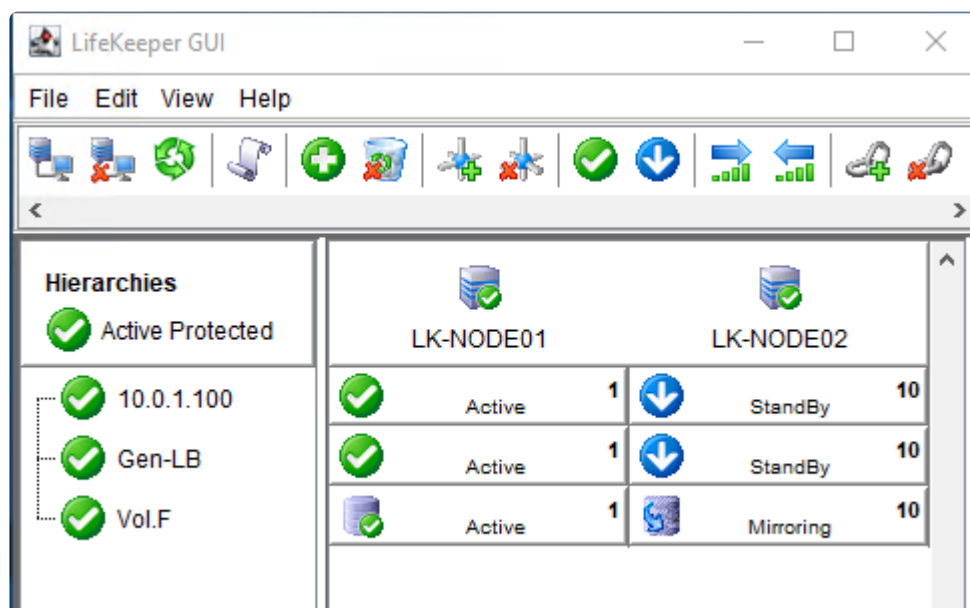 LifeKeeper GUI
File Edit View Help
Hierarchies
Active Protected
LK-NODE01 LK-NODE02
10.0.1.100 Active 1 StandBy 10
Gen-LB Active 1 StandBy 10
Vol.F Active 1 Mirroring 10